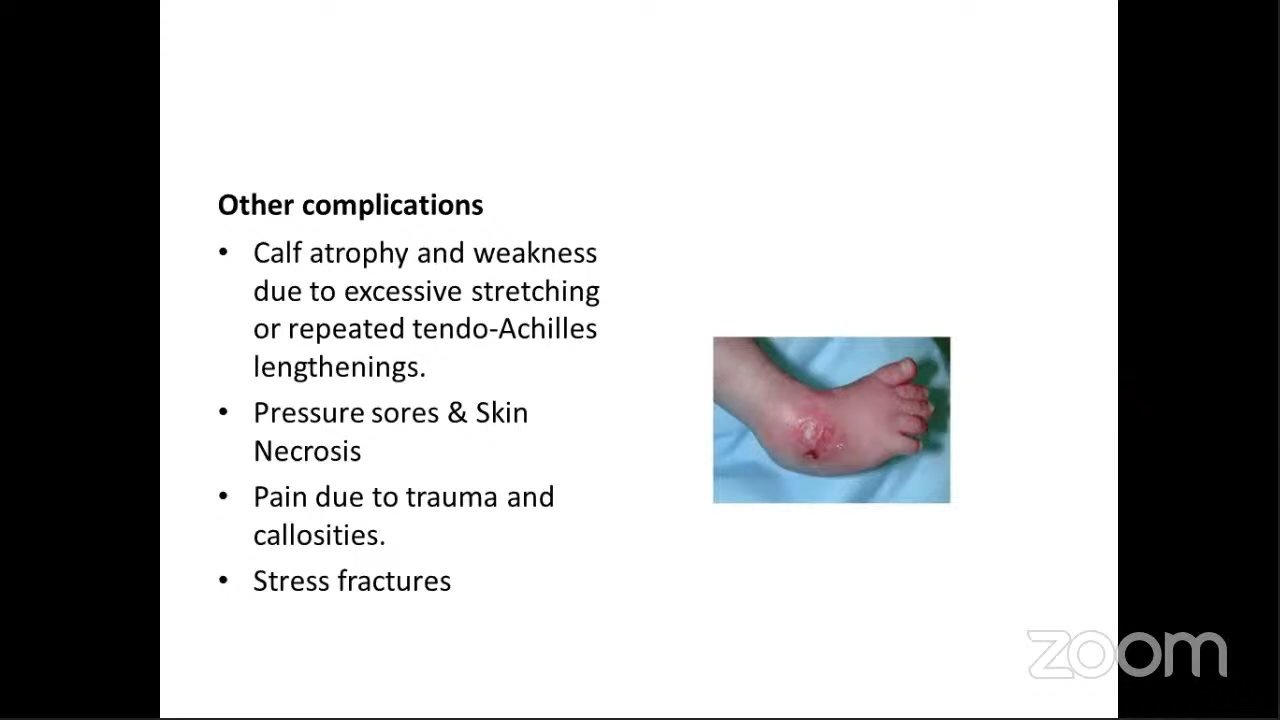 Other complications
• Calf atrophy and weakness
due to excessive stretching
or repeated tendo-Achilles
lengthenings.
• Pressure sores & Skin
Necrosis
• Pain due to trauma and
callosities.
• Stress fractures
zoom